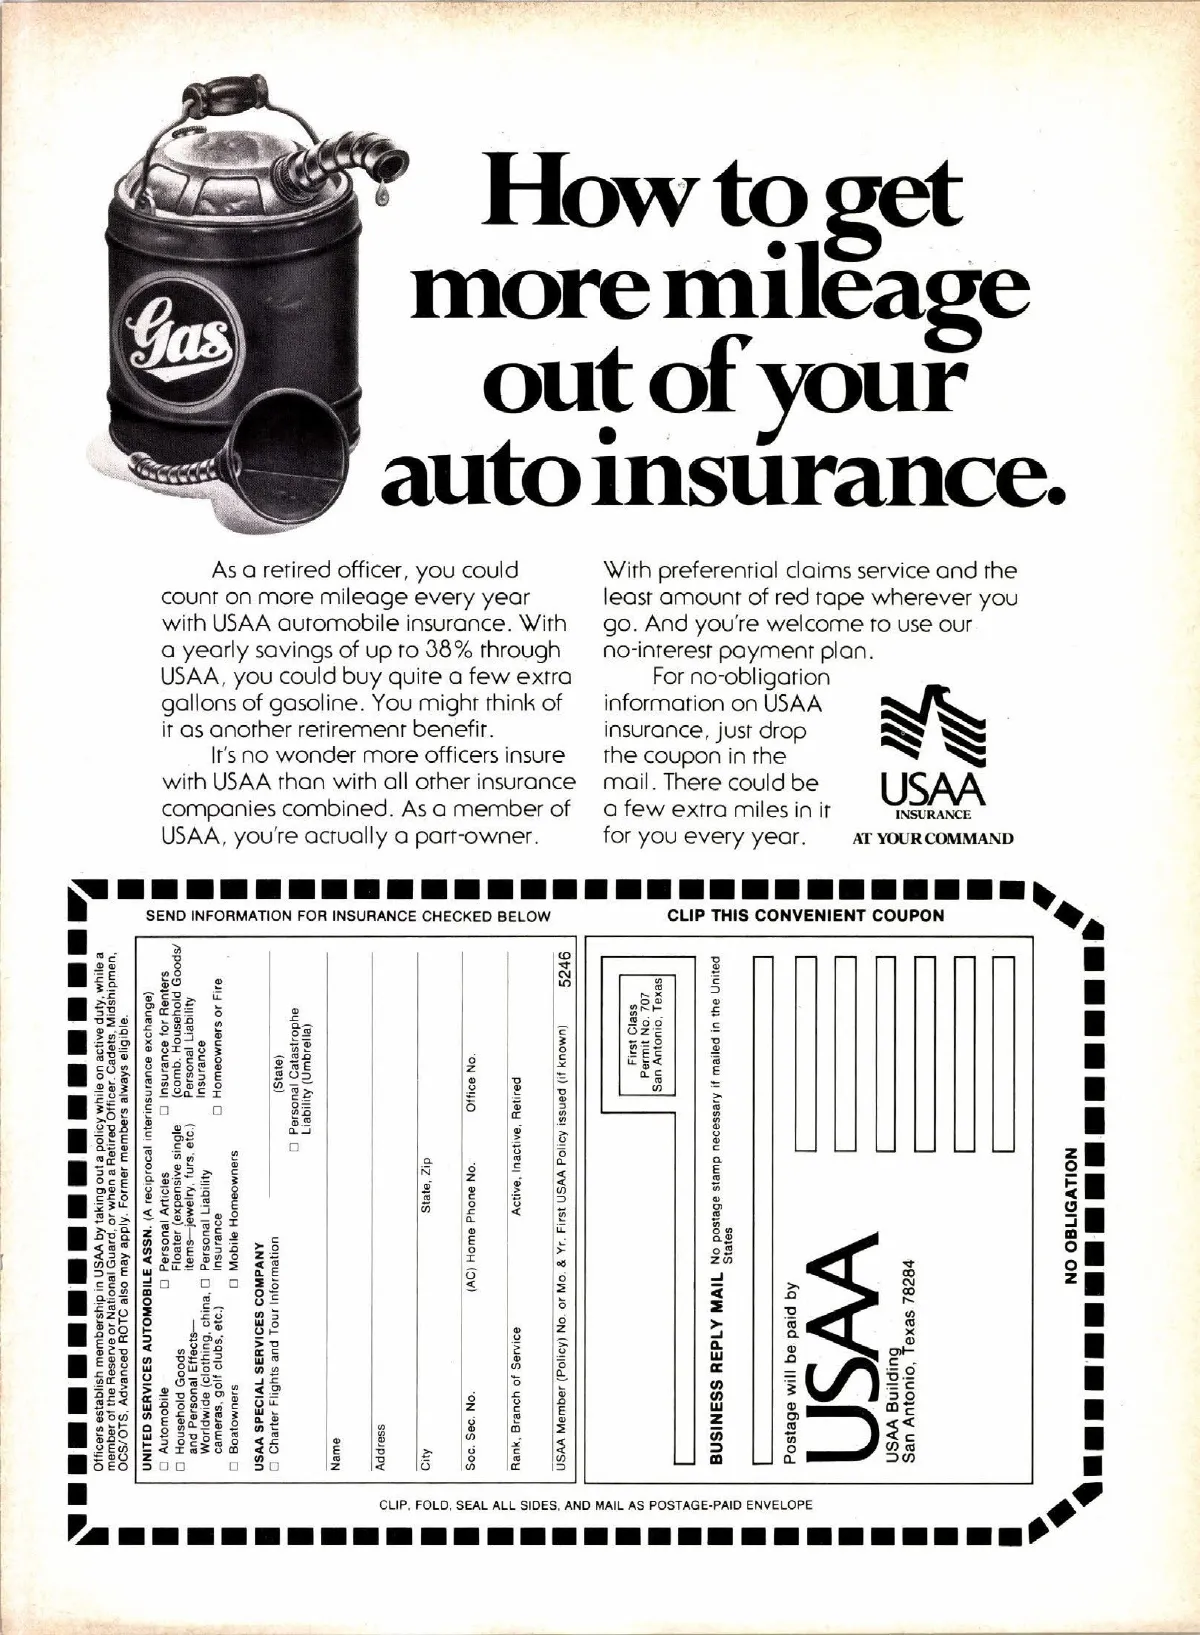 Gas
How to get
more mileage
out of your
auto insurance.
As a retired officer, you could
count on more mileage every year
with USAA automobile insurance. With
a yearly savings of up to 38% through
USAA, you could buy quite a few extra
gallons of gasoline. You might think of
it as another retirement benefit.
It's no wonder more officers insure
with USAA than with all other insurance
companies combined. As a member of
USAA, you're actually a part-owner.
With preferential claims service and the
least amount of red tape wherever you
go. And you're welcome to use our
no-interest payment plan.
For no-obligation
information on USAA
insurance, just drop
the coupon in the
mail. There could be
a few extra miles in it
for you every year.
USAA
INSURANCE
AT YOUR COMMAND
SEND INFORMATION FOR INSURANCE CHECKED BELOW
CLIP THIS CONVENIENT COUPON
Officers establish membership in USAA by taking out a policy while on active duty, while a
member of the Reserve or National Guard, or when a Retired Officer. Cadets, Midshipmen,
OCS/OTS, Advanced ROTC also may apply. Former members always eligible.
UNITED SERVICES AUTOMOBILE ASSN. (A reciprocal interinsurance exchange)
□ Automobile
□ Household Goods
and Personal Effects—
Worldwide (clothing, china,
cameras, golf clubs, etc.)
□ Boatowners
□ Personal Articles
Floater (expensive single
items—jewelry, furs, etc.)
□ Personal Liability
Insurance
□ Mobile Homeowners
□ Insurance for Renters
(comb. Household Goods/
Personal Liability
Insurance
□ Homeowners or Fire
(State)
USAA SPECIAL SERVICES COMPANY
□ Charter Flights and Tour Information
□ Personal Catastrophe
Liability (Umbrella)
Name
Address
City State, Zip
Soc. Sec. No. (AC) Home Phone No. Office No.
Rank, Branch of Service Active, Inactive, Retired
USAA Member (Policy) No. or Mo. & Yr. First USAA Policy issued (if known) 5246
First Class
Permit No. 707
San Antonio, Texas
BUSINESS REPLY MAIL No postage stamp necessary if mailed in the United
States
Postage will be paid by
USAA
USAA Building
San Antonio, Texas 78284
NO OBLIGATION
CLIP, FOLD, SEAL ALL SIDES, AND MAIL AS POSTAGE-PAID ENVELOPE